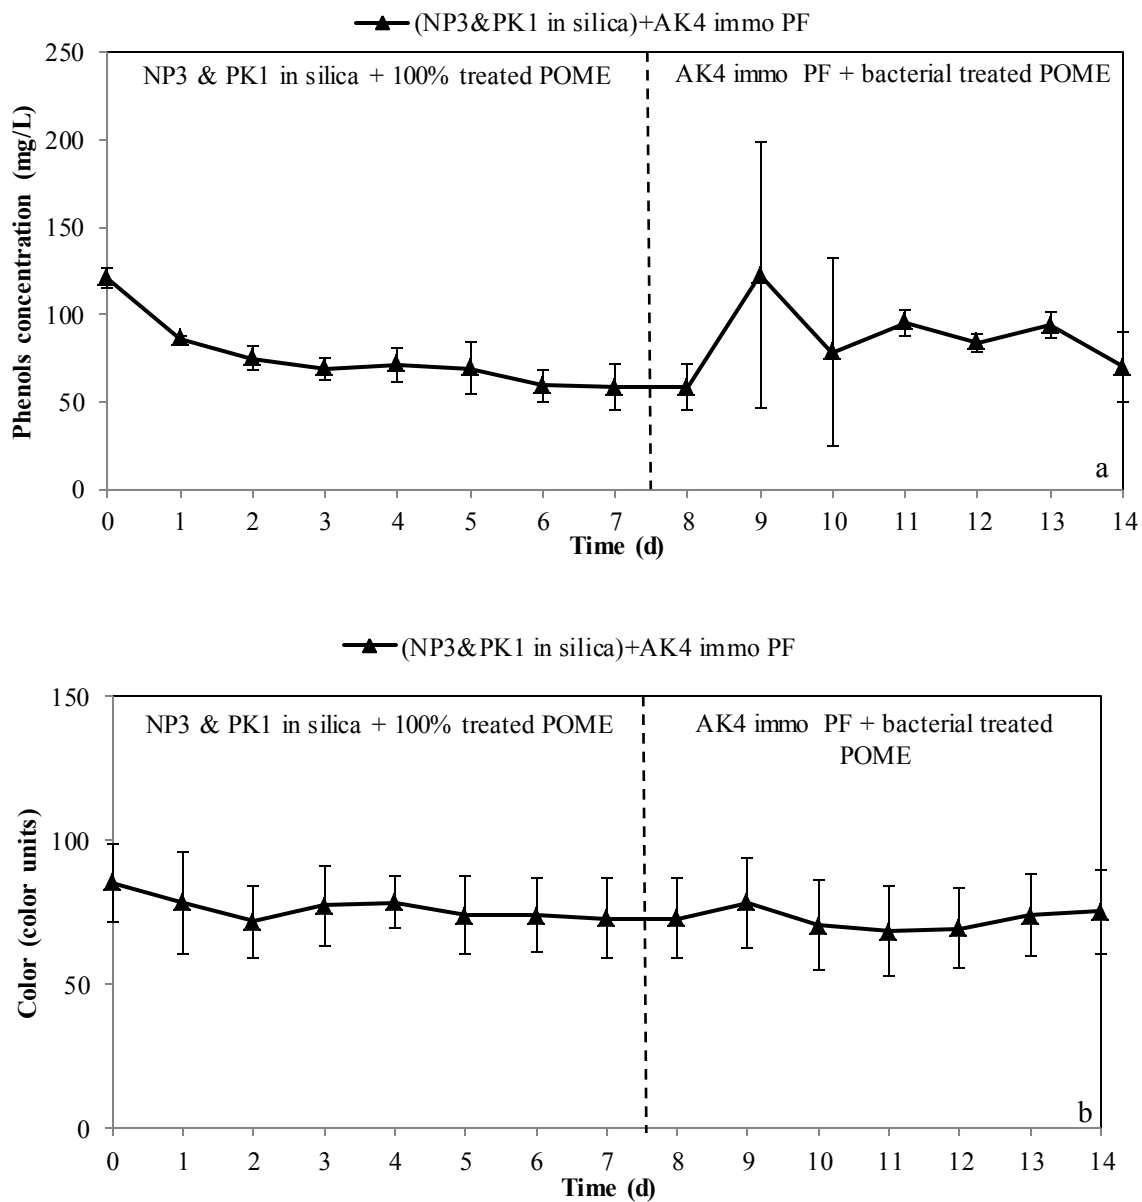 (NP3&PK1 in silica)+AK4 immo PF
250
NP3 & PK1 in silica + 100% treated POME
AK4 immo PF + bacterial treated POME
200
150
100
50
0
Phenols concentration (mg/L)
a
0 1 2 3 4 5 6 7 8 9 10 11 12 13 14
Time (d)
(NP3&PK1 in silica)+AK4 immo PF
150
NP3 & PK1 in silica + 100% treated POME
AK4 immo PF + bacterial treated
POME
100
50
0
Color (color units)
b
0 1 2 3 4 5 6 7 8 9 10 11 12 13 14
Time (d)